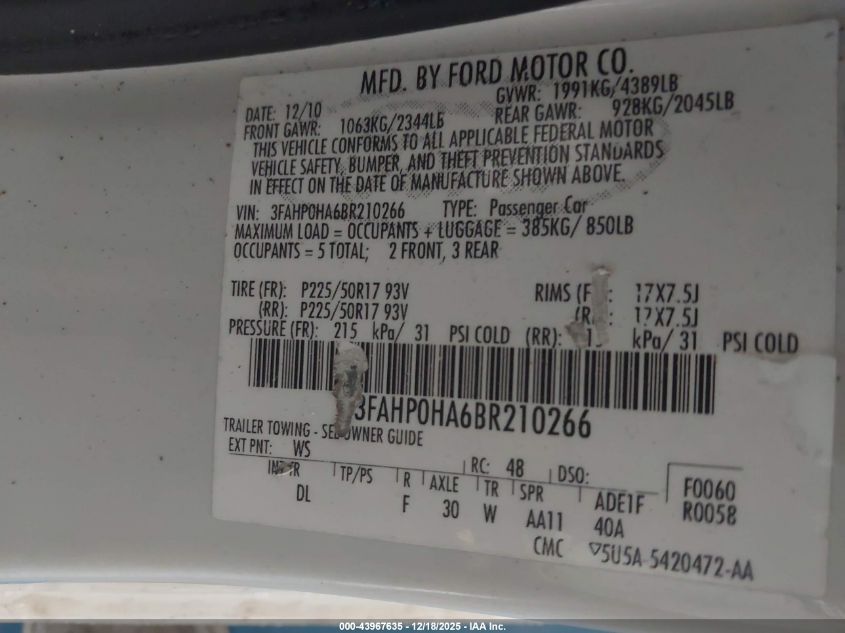 MFD. BY FORD MOTOR CO.
DATE: 12/10 GVWR: 1991KG/4389LB
FRONT GAWR: 1063KG/2344LB REAR GAWR: 928KG/2045LB
THIS VEHICLE CONFORMS TO ALL APPLICABLE FEDERAL MOTOR
VEHICLE SAFETY, BUMPER, AND THEFT PREVENTION STANDARDS
IN EFFECT ON THE DATE OF MANUFACTURE SHOWN ABOVE.
VIN: 3FAHP0HA6BR210266 TYPE: Passenger Car
MAXIMUM LOAD = OCCUPANTS + LUGGAGE = 385KG/ 850LB
OCCUPANTS = 5 TOTAL; 2 FRONT, 3 REAR
TIRE (FR): P225/50R17 93V RIMS 17X7.5J
(RR): P225/50R17 93V 17X7.5J
PRESSURE (FR): 215 kPa/ 31 PSI COLD (RR): kPa/ 31 PSI COLD
3FAHP0HA6BR210266
TRAILER TOWING - SEE OWNER GUIDE
EXT PNT: WS RC: 48 DSO:
TP/PS R AXLE TR SPR ADE1F F0060
DL F 30 W AA11 40A R0058
CMC ▽5U5A 5420472-AA
000-43967635 - 12/18/2025 - IAA Inc.